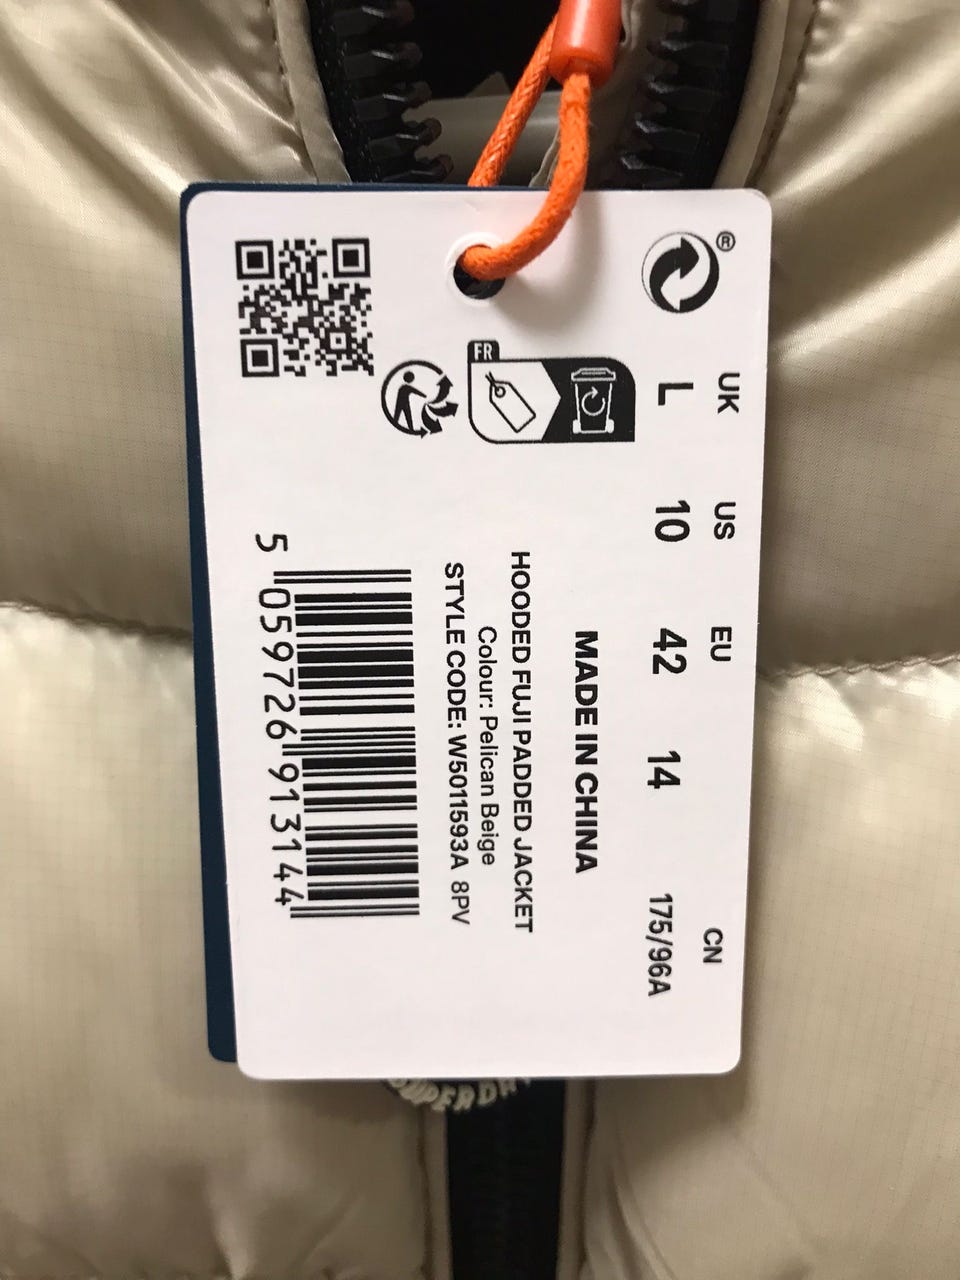 ®
UK US EU CN
L 10 42 14 175/96A
FR
MADE IN CHINA
HOODED FUJI PADDED JACKET
Colour: Pelican Beige
STYLE CODE: W5011593A 8PV
5 059726 913144
SUPERDRY